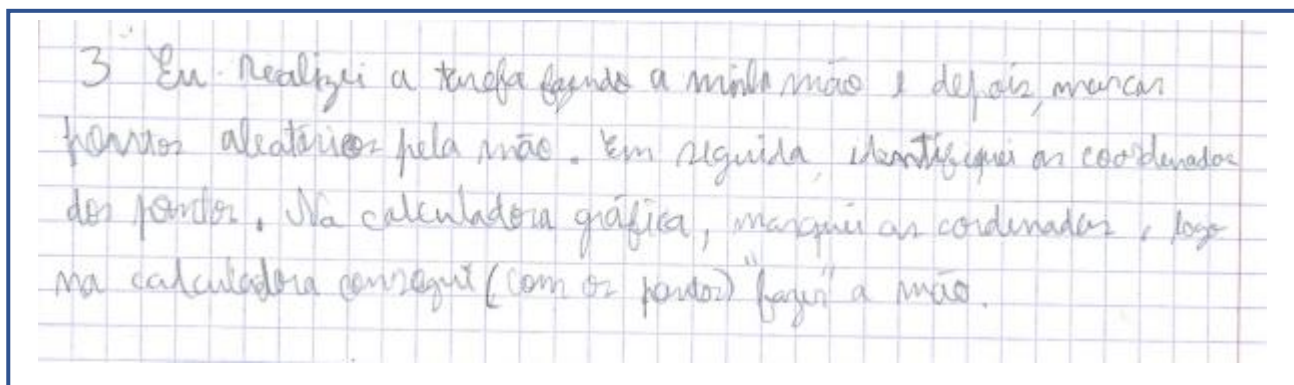 3 Eu realizei a tarefa fazendo a minha mão e depois, marcar
pontos aleatórios pela mão. Em seguida, identifiquei as coordenadas
dos pontos. Na calculadora gráfica, marquei as cordenadas, logo
na calculadora consegui (com os pontos) "fazer" a mão.